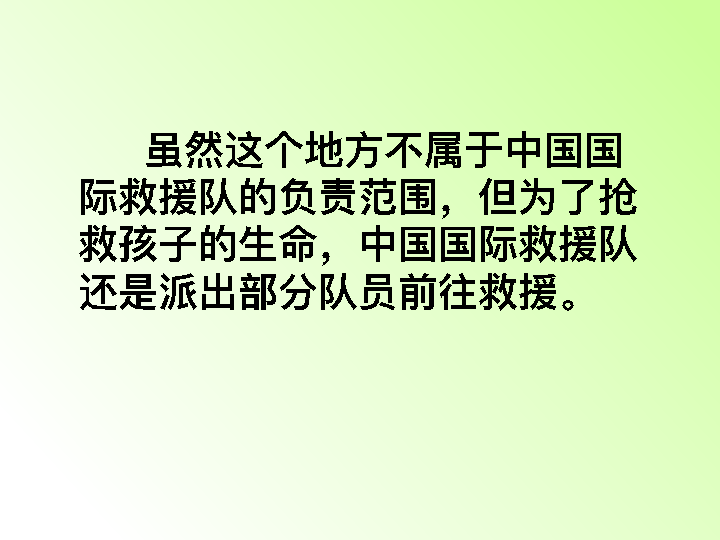 虽然这个地方不属于中国国
际救援队的负责范围，但为了抢
救孩子的生命，中国国际救援队
还是派出部分队员前往救援。